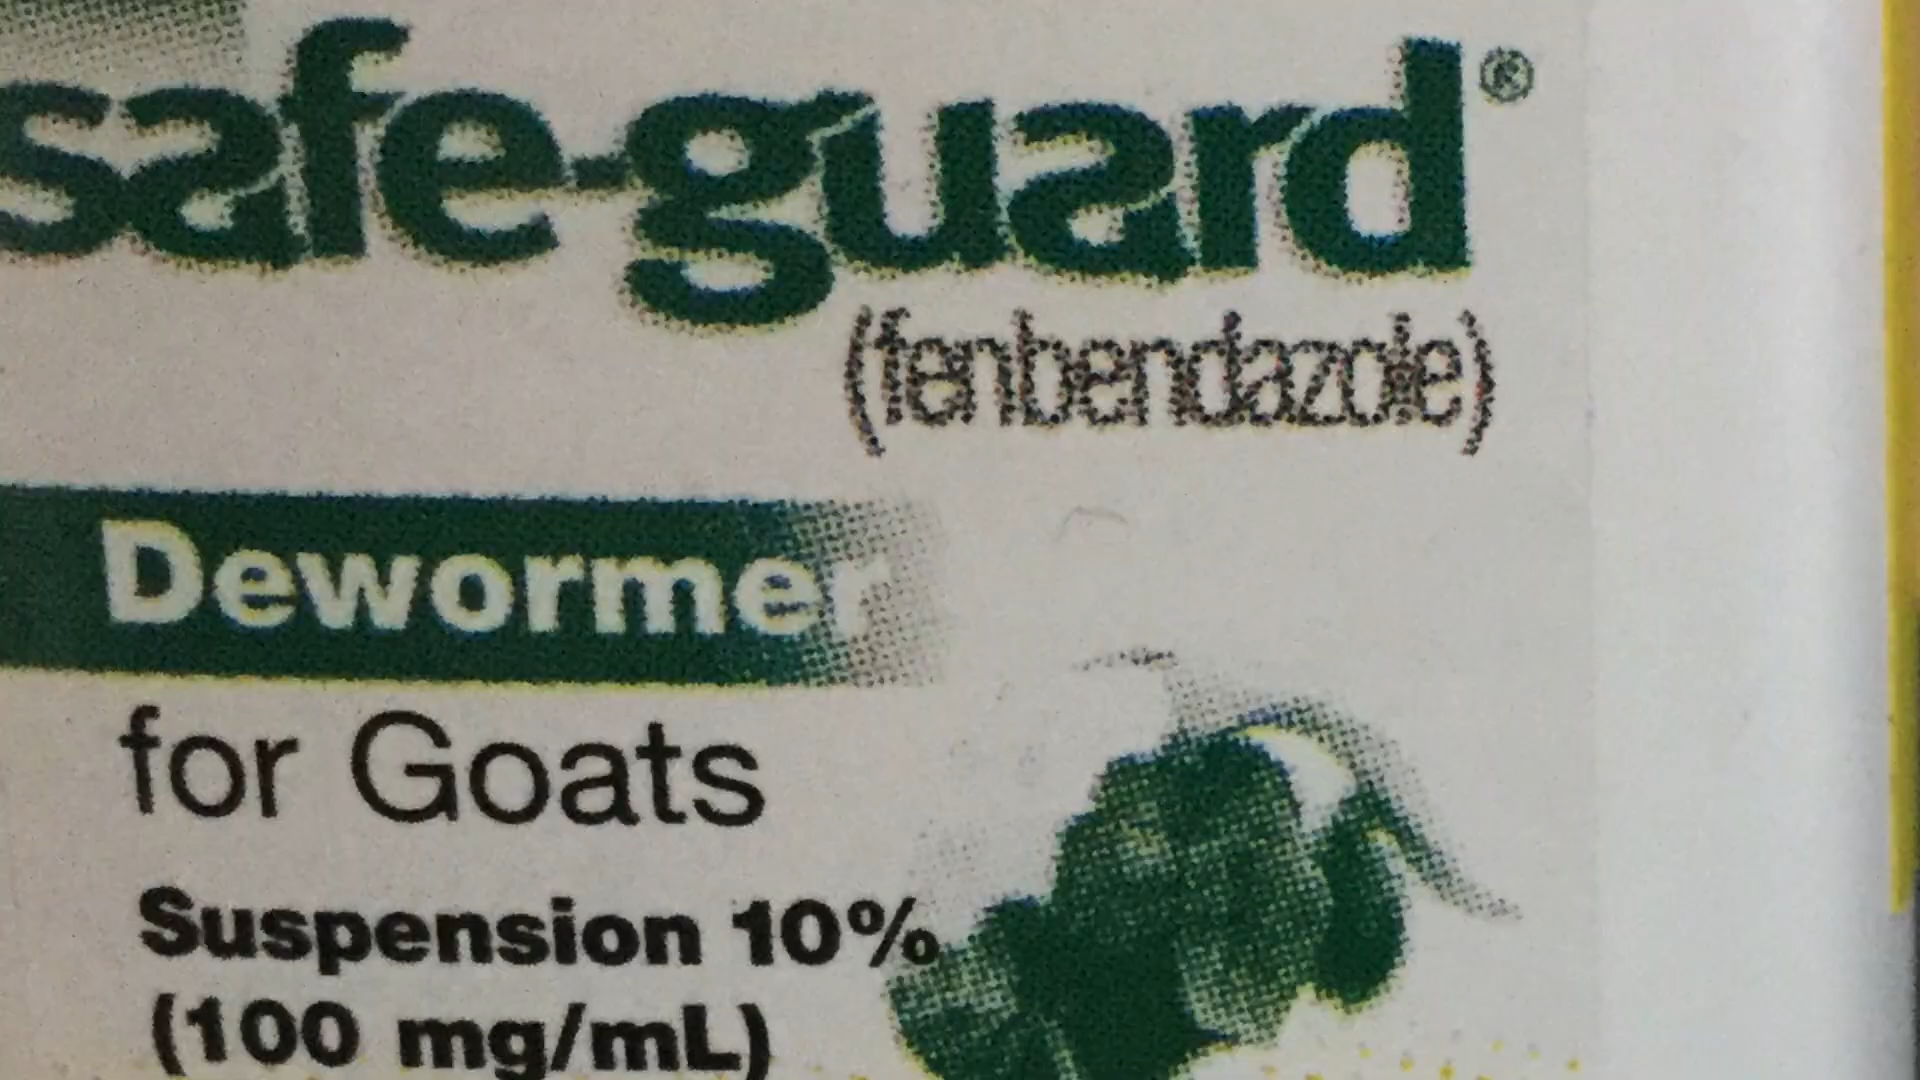 safe-guard®
(fenbendazole)
Dewormer
for Goats
Suspension 10%
(100 mg/mL)